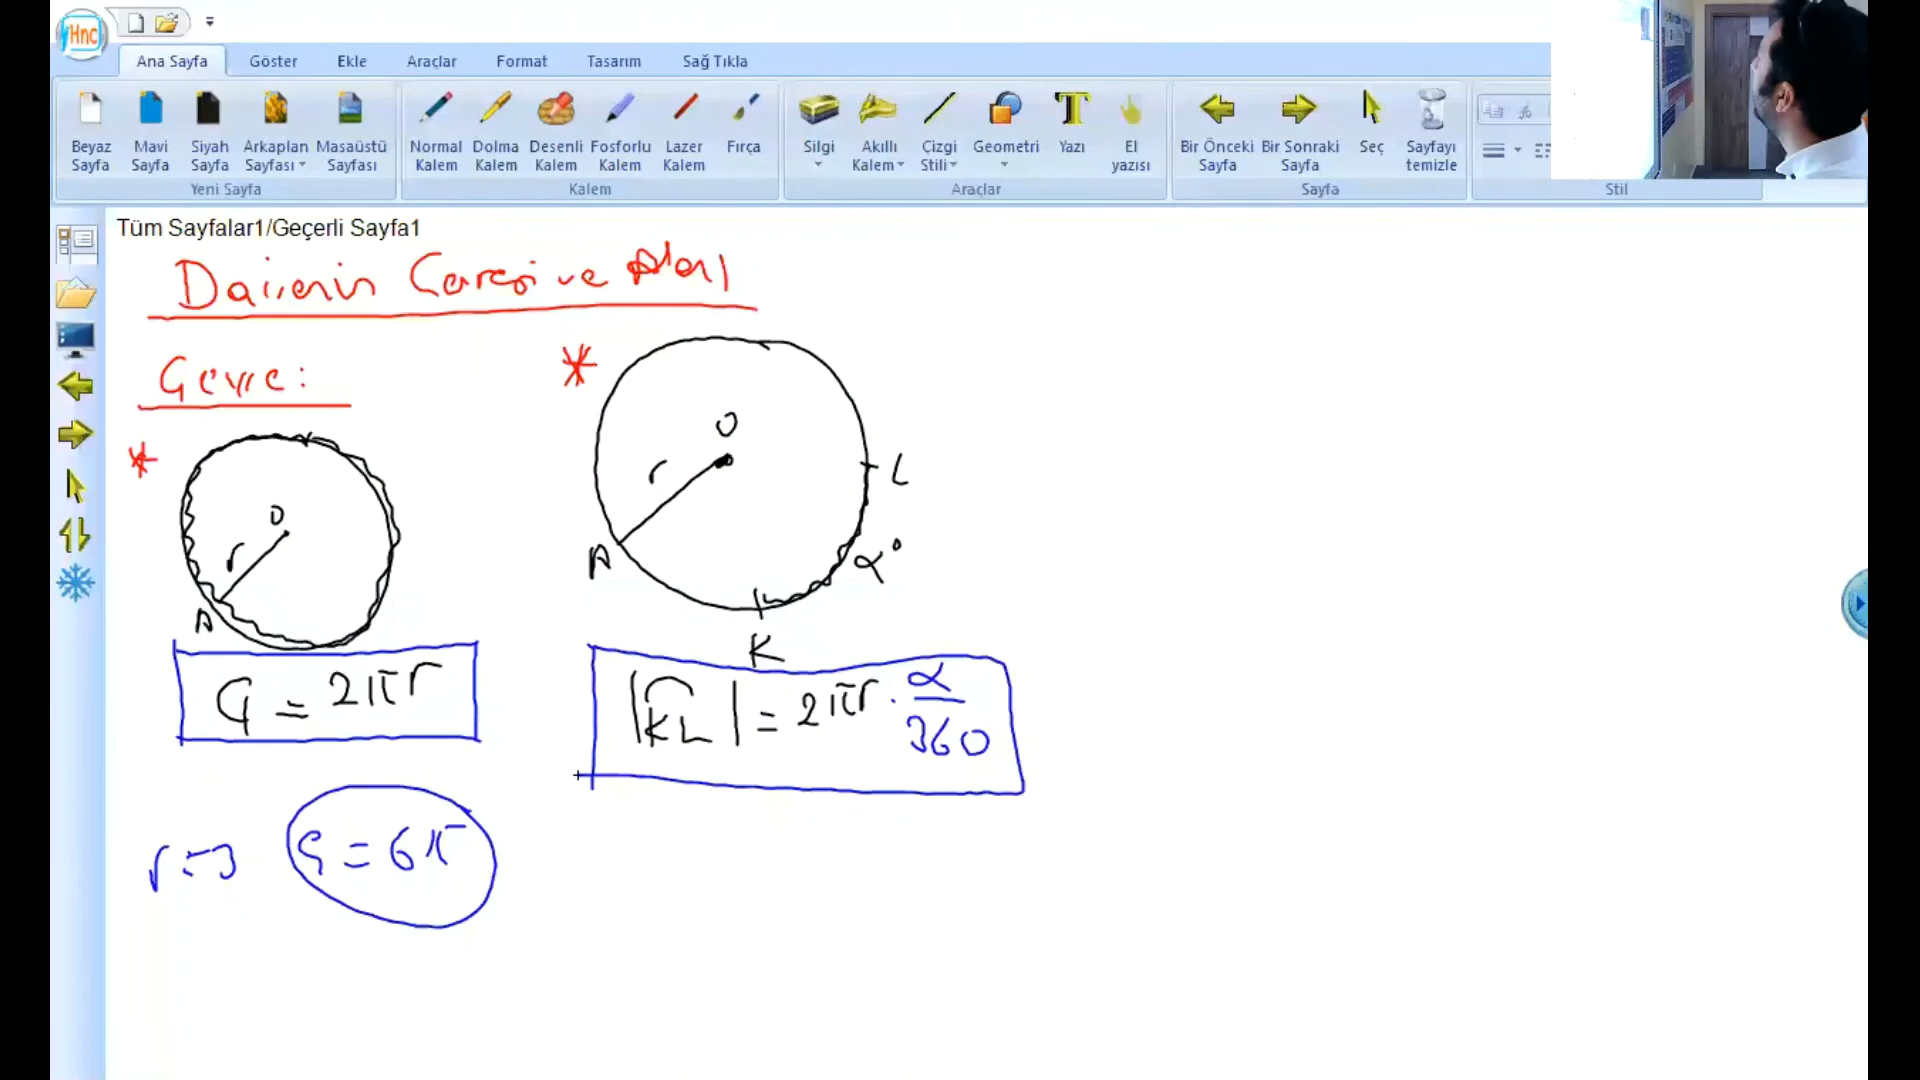 Hnc
Ana Sayfa Göster Ekle Araçlar Format Tasarım Sağ Tıkla
Beyaz Sayfa Mavi Sayfa Siyah Sayfa Arkaplan Sayfası Masaüstü Sayfası
Yeni Sayfa
Normal Kalem Dolma Kalem Desenli Kalem Fosforlu Kalem Lazer Kalem Fırça
Kalem
Silgi Akıllı Kalem Çizgi Stili Geometri Yazı El yazısı
Araçlar
Bir Önceki Sayfa Bir Sonraki Sayfa Seç Sayfayı temizle
Sayfa
Stil
Tüm Sayfalar1/Geçerli Sayfa1
Dairenin Çevresi ve Alanı
Çevre:
*
O
r
A
Ç = 2πr
r=3 Ç = 6π
*
O
r
L
A
α°
K
|KL| = 2πr . α/360